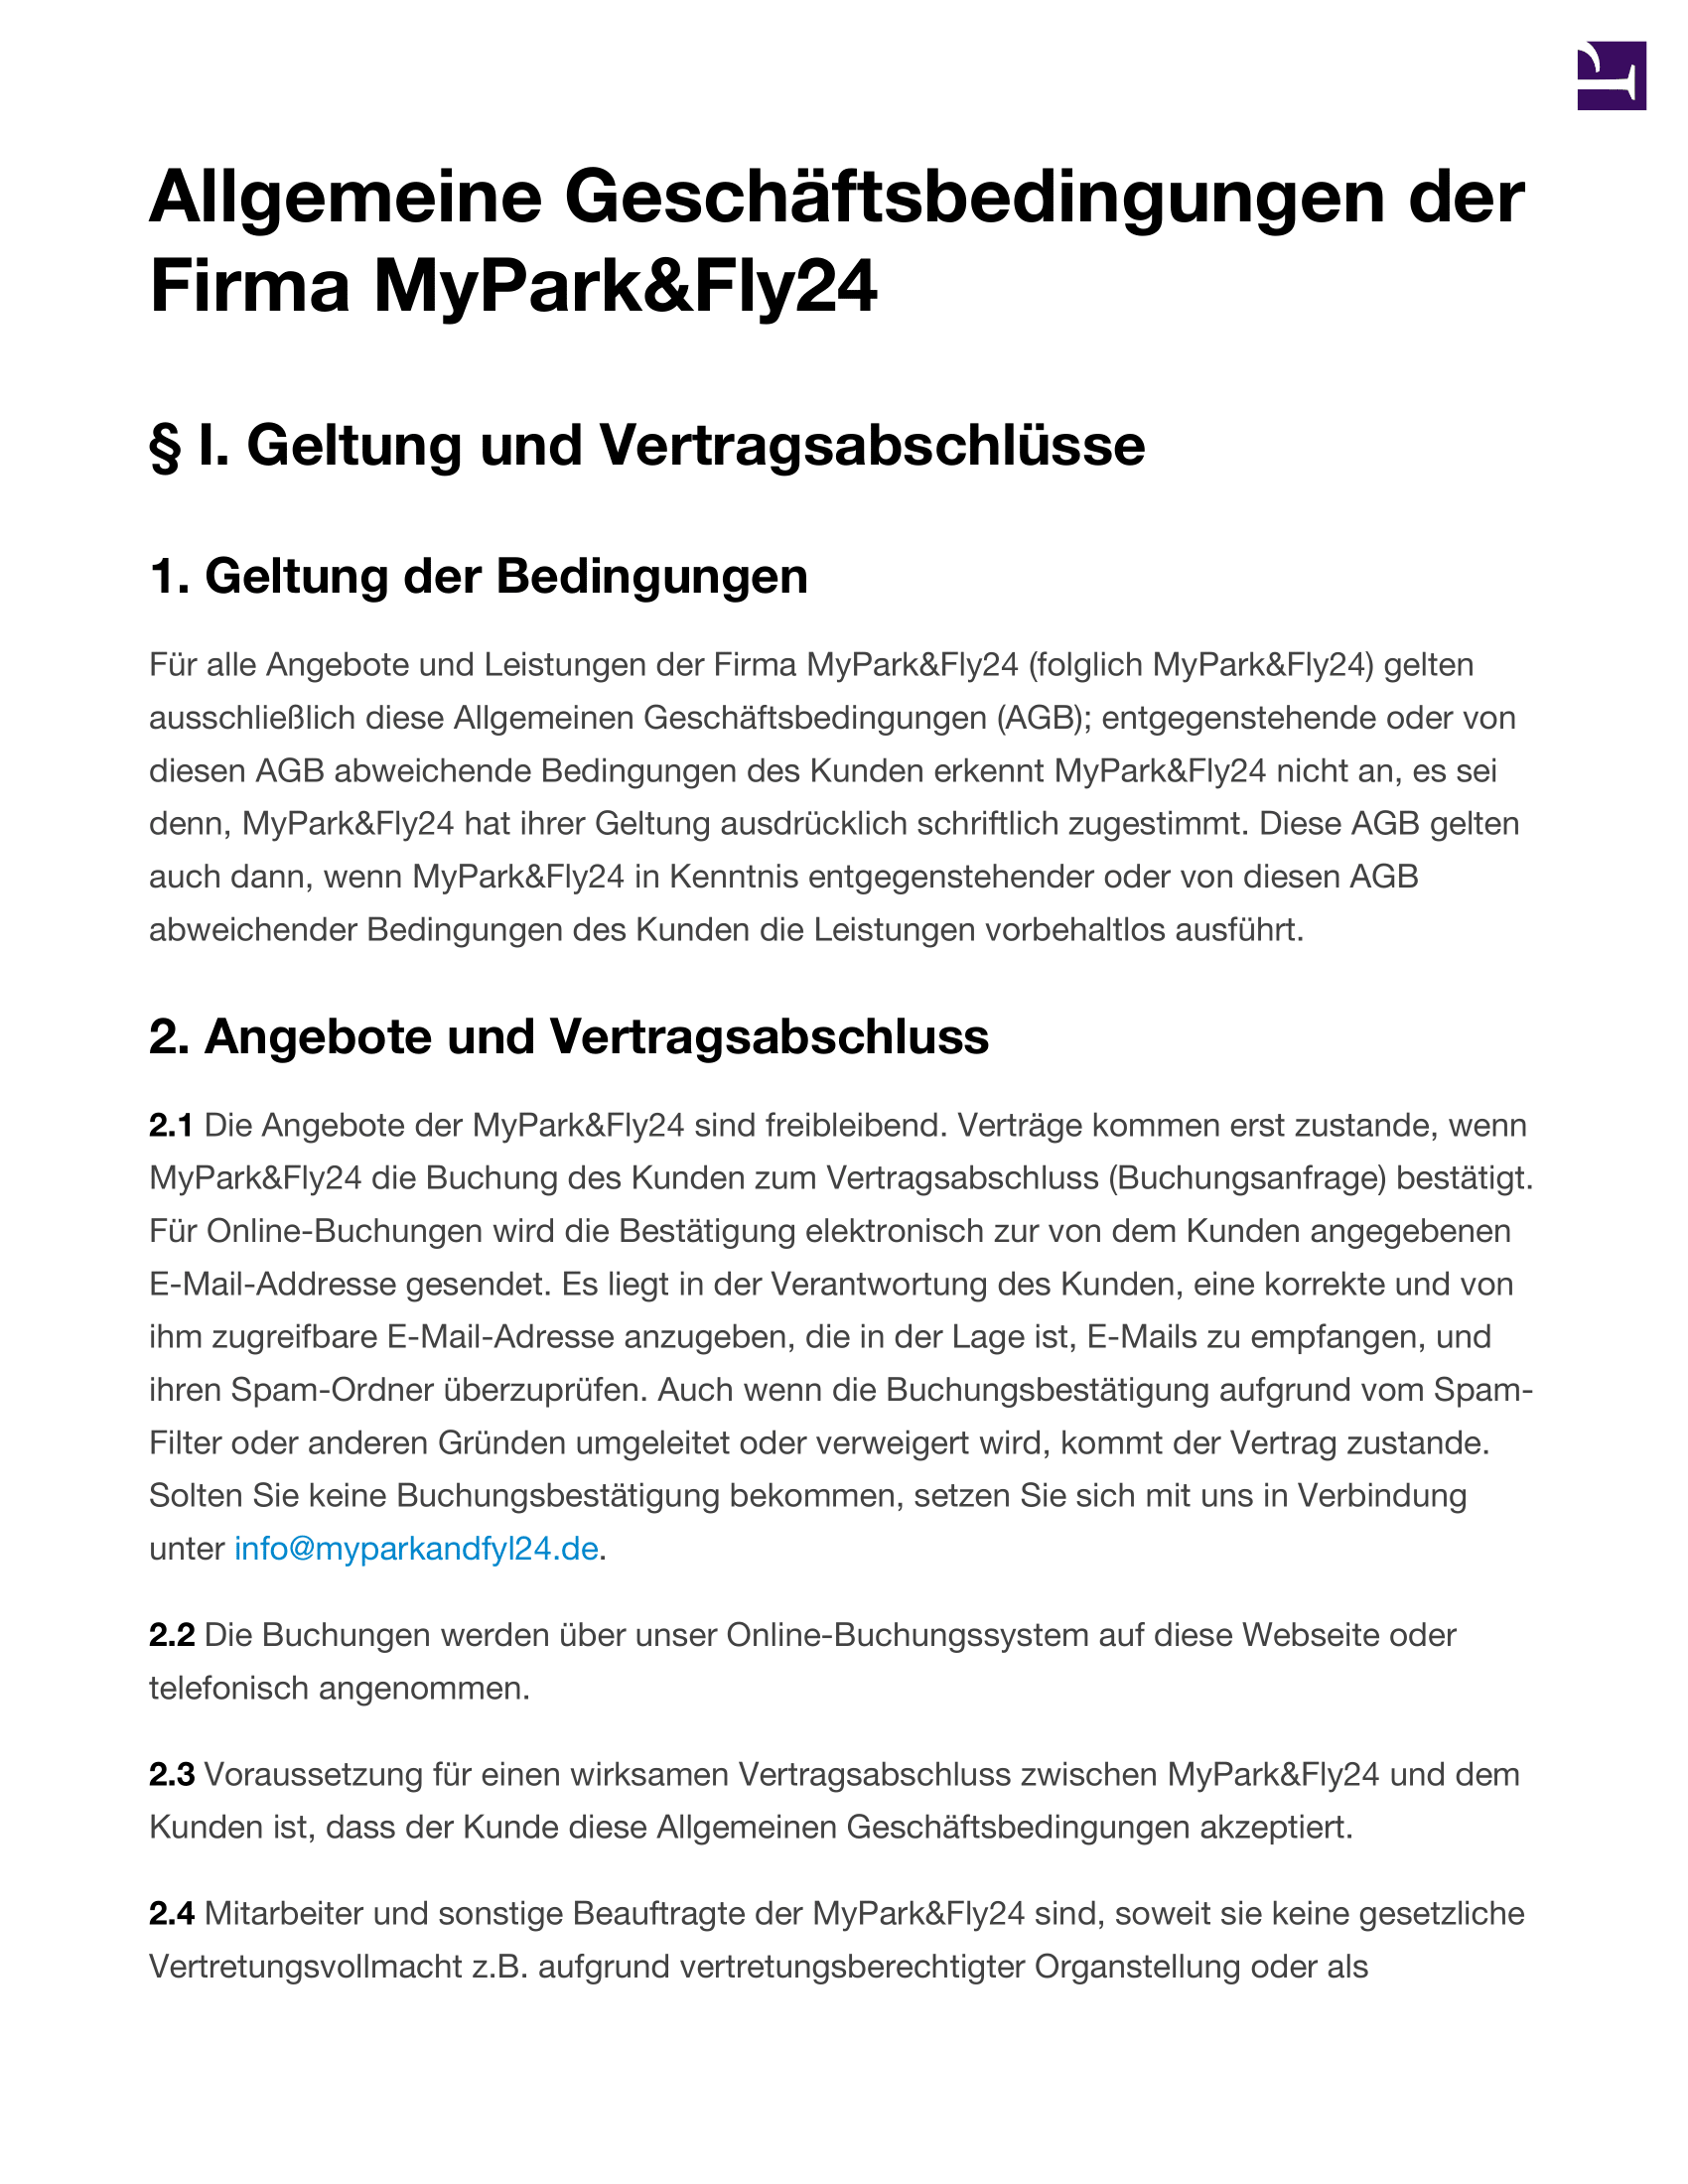 Allgemeine Geschäftsbedingungen der
Firma MyPark&Fly24
§ I. Geltung und Vertragsabschlüsse
1. Geltung der Bedingungen
Für alle Angebote und Leistungen der Firma MyPark&Fly24 (folglich MyPark&Fly24) gelten
ausschließlich diese Allgemeinen Geschäftsbedingungen (AGB); entgegenstehende oder von
diesen AGB abweichende Bedingungen des Kunden erkennt MyPark&Fly24 nicht an, es sei
denn, MyPark&Fly24 hat ihrer Geltung ausdrücklich schriftlich zugestimmt. Diese AGB gelten
auch dann, wenn MyPark&Fly24 in Kenntnis entgegenstehender oder von diesen AGB
abweichender Bedingungen des Kunden die Leistungen vorbehaltlos ausführt.
2. Angebote und Vertragsabschluss
2.1 Die Angebote der MyPark&Fly24 sind freibleibend. Verträge kommen erst zustande, wenn
MyPark&Fly24 die Buchung des Kunden zum Vertragsabschluss (Buchungsanfrage) bestätigt.
Für Online-Buchungen wird die Bestätigung elektronisch zur von dem Kunden angegebenen
E-Mail-Addresse gesendet. Es liegt in der Verantwortung des Kunden, eine korrekte und von
ihm zugreifbare E-Mail-Adresse anzugeben, die in der Lage ist, E-Mails zu empfangen, und
ihren Spam-Ordner überzuprüfen. Auch wenn die Buchungsbestätigung aufgrund vom Spam-
Filter oder anderen Gründen umgeleitet oder verweigert wird, kommt der Vertrag zustande.
Solten Sie keine Buchungsbestätigung bekommen, setzen Sie sich mit uns in Verbindung
unter info@myparkandfyl24.de.
2.2 Die Buchungen werden über unser Online-Buchungssystem auf diese Webseite oder
telefonisch angenommen.
2.3 Voraussetzung für einen wirksamen Vertragsabschluss zwischen MyPark&Fly24 und dem
Kunden ist, dass der Kunde diese Allgemeinen Geschäftsbedingungen akzeptiert.
2.4 Mitarbeiter und sonstige Beauftragte der MyPark&Fly24 sind, soweit sie keine gesetzliche
Vertretungsvollmacht z.B. aufgrund vertretungsberechtigter Organstellung oder als